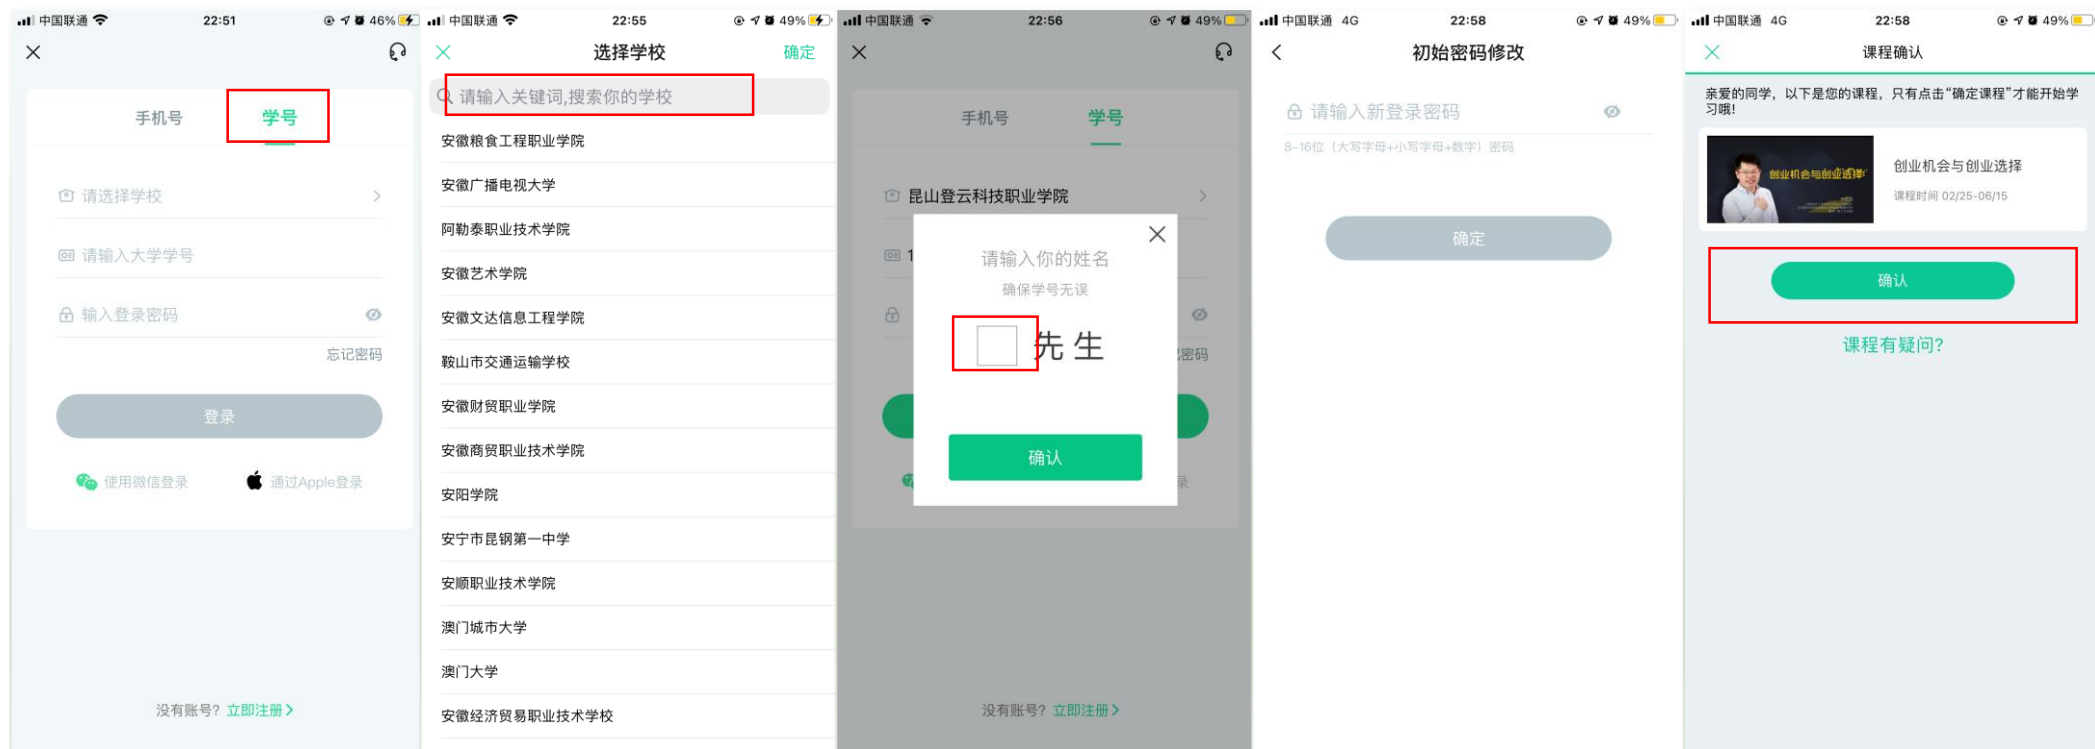 中国联通
22:51
46%
学号
手机号
请选择学校
请输入大学学号
输入登录密码
忘记密码
登录
使用微信登录
通过Apple登录
没有账号? 立即注册
中国联通
22:55
49%
选择学校
确定
请输入关键词,搜索你的学校
安徽粮食工程职业学院
安徽广播电视大学
阿勒泰职业技术学院
安徽艺术学院
安徽文达信息工程学院
鞍山市交通运输学校
安徽财贸职业学院
安徽商贸职业技术学院
安阳学院
安宁市昆钢第一中学
安顺职业技术学院
澳门城市大学
澳门大学
安徽经济贸易职业技术学校
中国联通
22:56
49%
手机号
学号
昆山登云科技职业学院
1
请输入你的姓名
确保学号无误
先生
密码
确认
录
没有账号? 立即注册
中国联通 4G
22:58
49%
初始密码修改
请输入新登录密码
8-16位 (大写字母+小写字母+数字) 密码
确定
中国联通 4G
22:58
49%
课程确认
亲爱的同学，以下是您的课程，只有点击“确定课程”才能开始学
习哦!
创业机会与创业选择
创业机会与创业选择
课程时间 02/25-06/15
确认
课程有疑问?